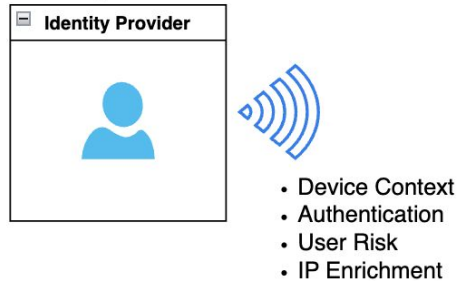 Identity Provider
• Device Context
• Authentication
• User Risk
• IP Enrichment